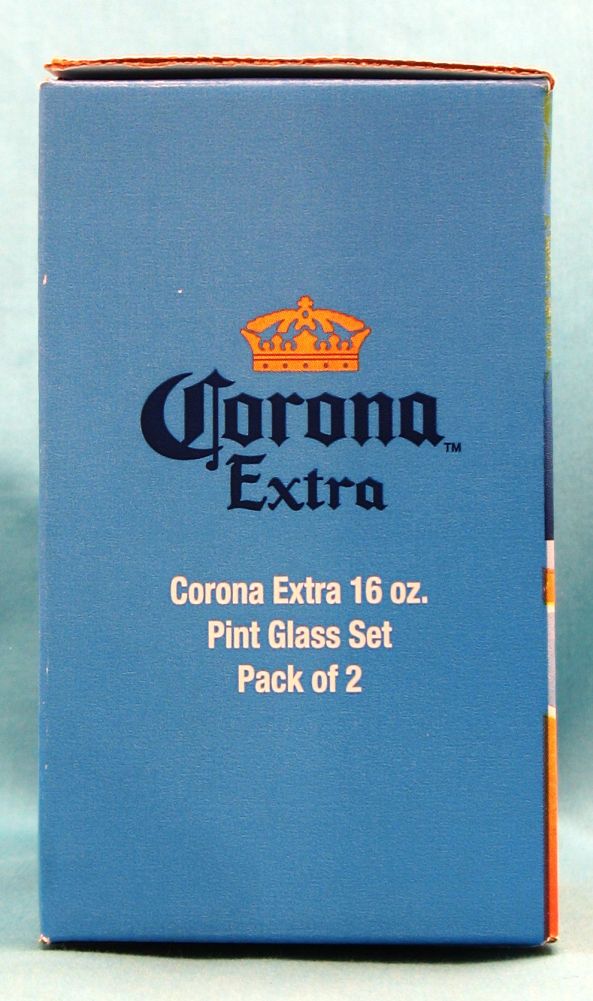 Corona™
Extra
Corona Extra 16 oz.
Pint Glass Set
Pack of 2